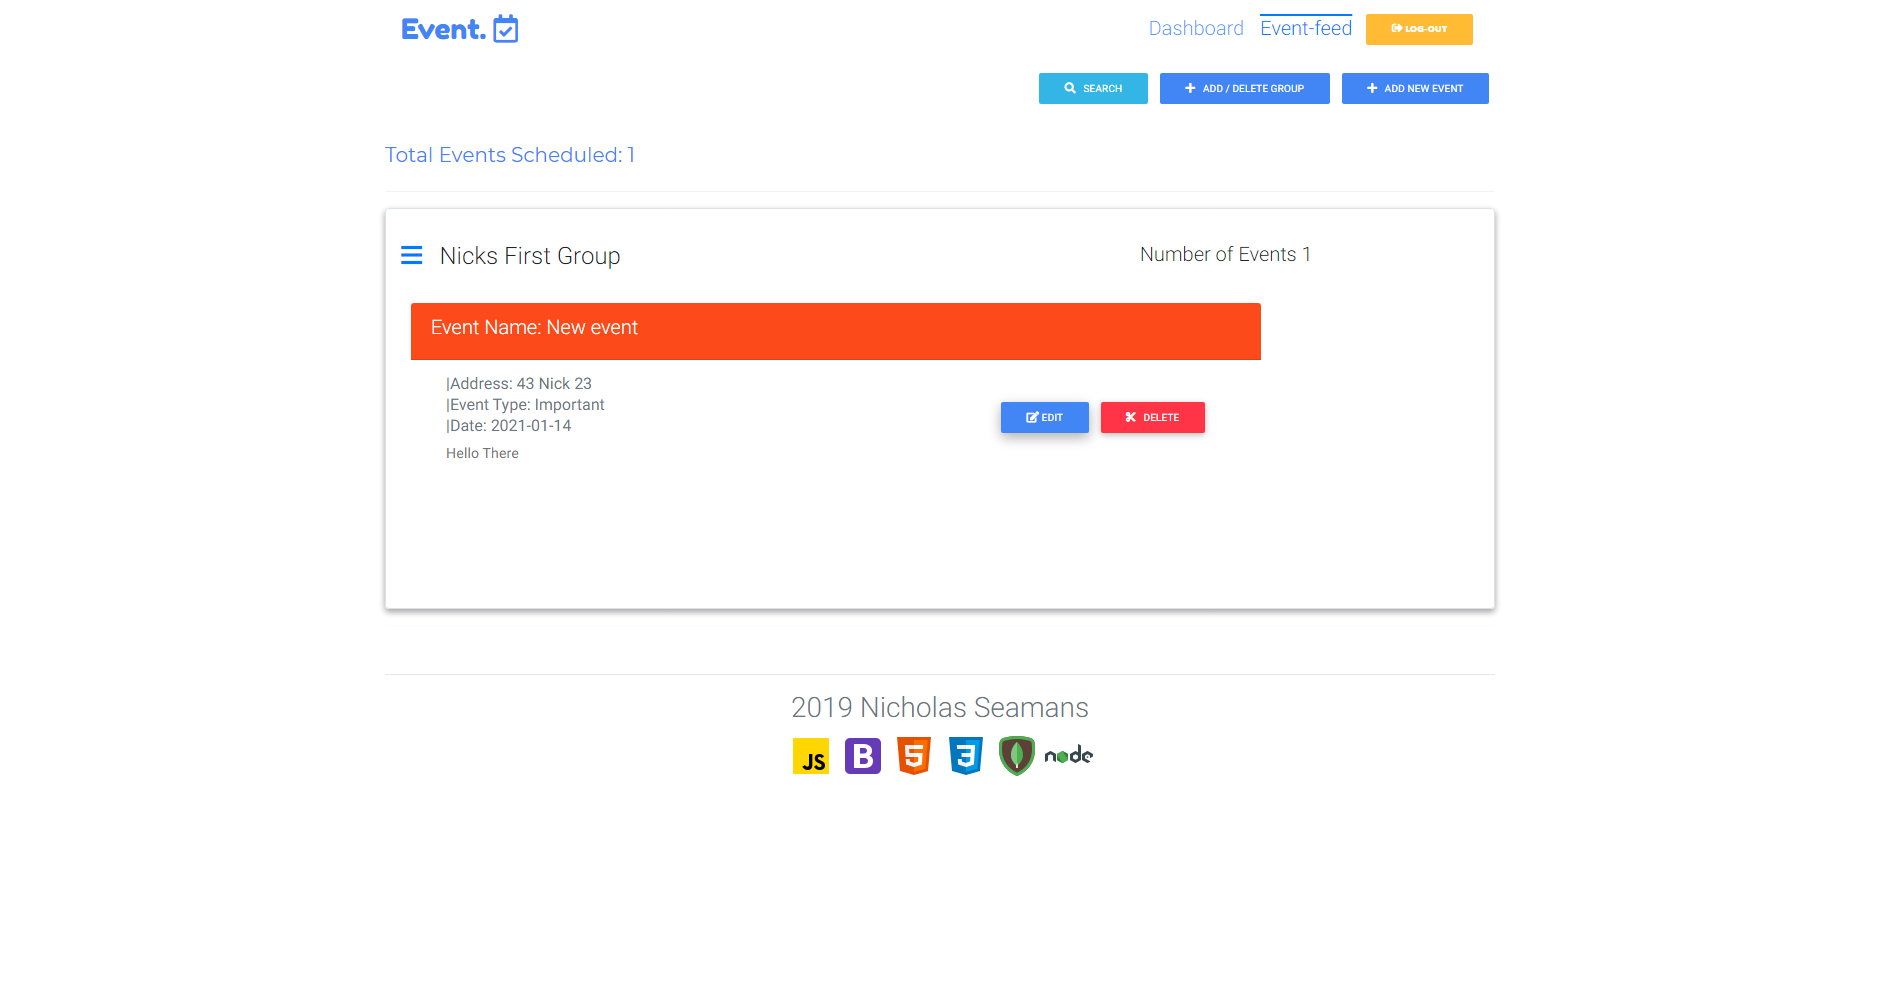 Event.
Dashboard Event-feed LOG-OUT
SEARCH ADD / DELETE GROUP ADD NEW EVENT
Total Events Scheduled: 1
Nicks First Group Number of Events 1
Event Name: New event
|Address: 43 Nick 23
|Event Type: Important
|Date: 2021-01-14
EDIT DELETE
Hello There
2019 Nicholas Seamans
JS B 5 3 node